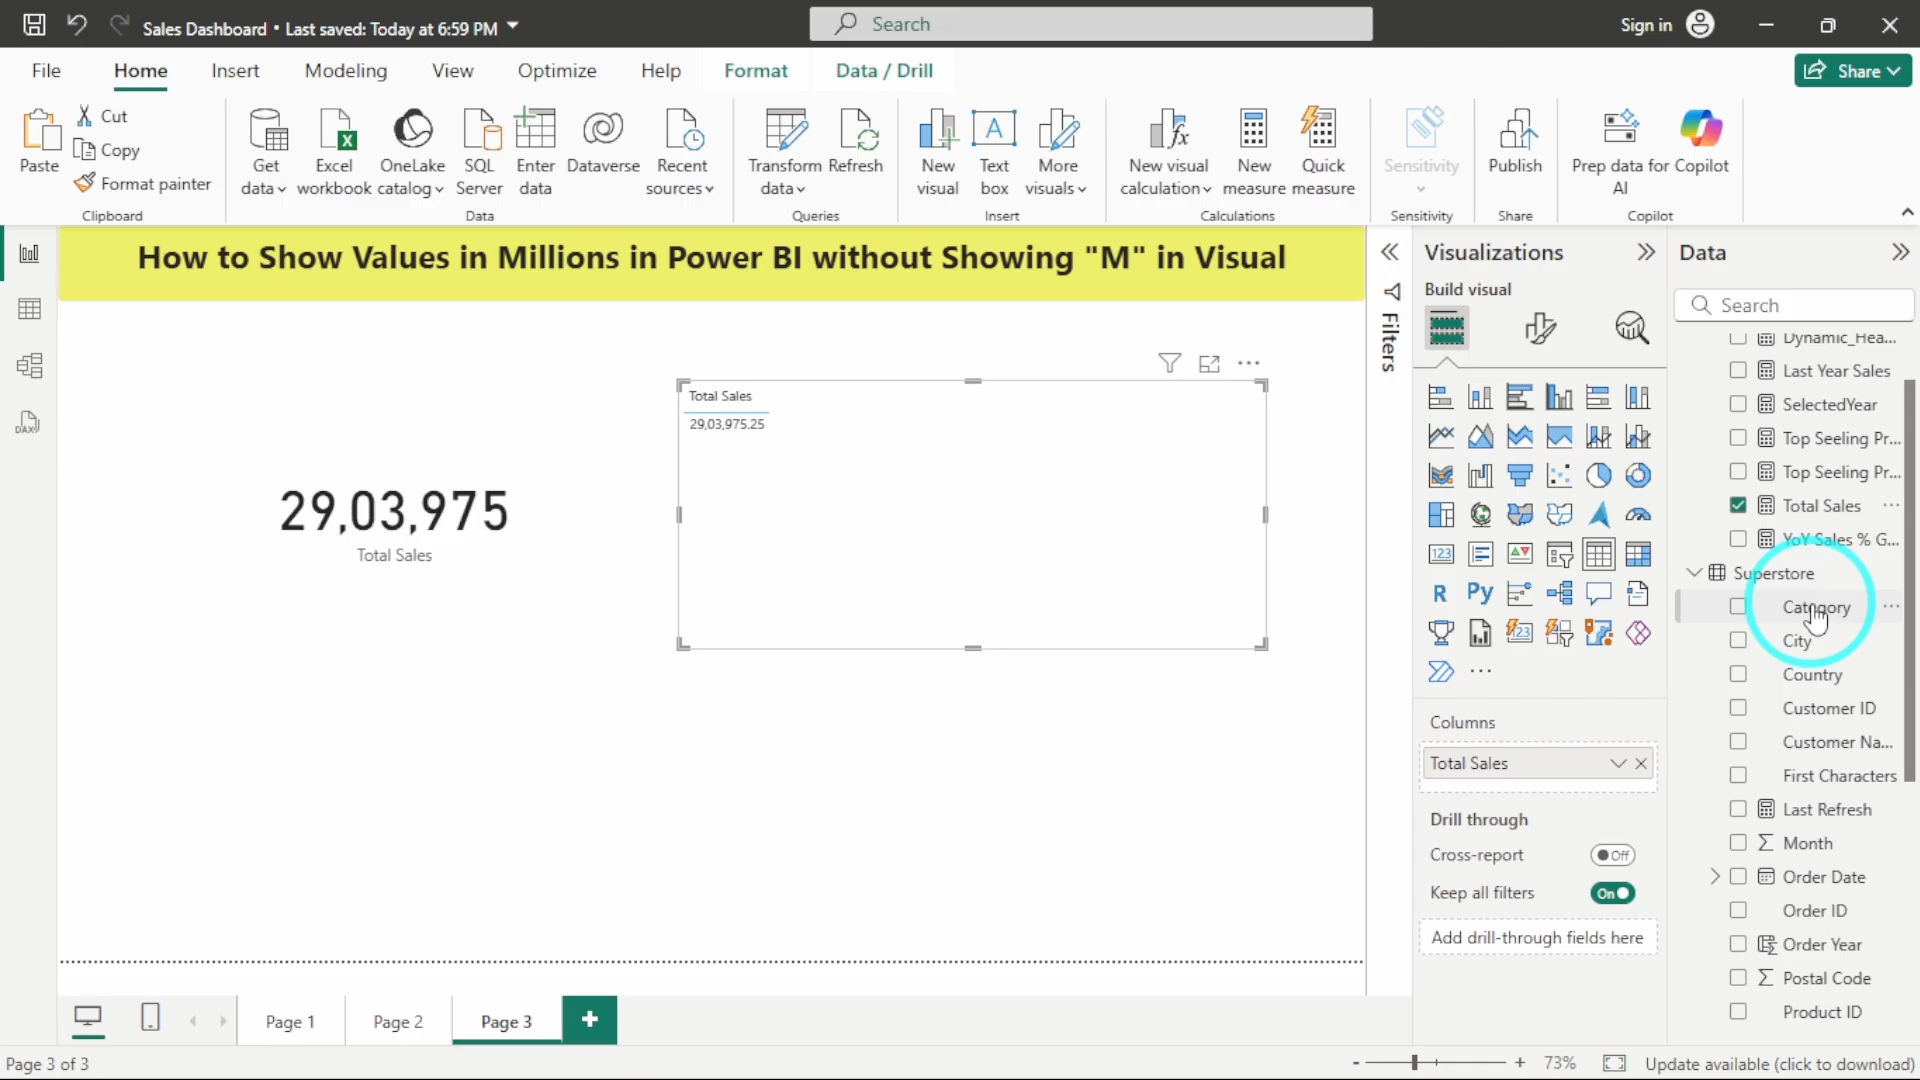 Sales Dashboard • Last saved: Today at 6:59 PM
Search
Sign in
File
Home
Insert
Modeling
View
Optimize
Help
Format
Data / Drill
Share
Paste
Cut
Copy
Format painter
Clipboard
Get data
Excel workbook
OneLake catalog
SQL Server
Enter data
Dataverse
Recent sources
Data
Transform data
Refresh
Queries
New visual
Text box
More visuals
Insert
New visual calculation
New measure
Quick measure
Calculations
Sensitivity
Sensitivity
Publish
Share
Prep data for AI
Copilot
Copilot
How to Show Values in Millions in Power BI without Showing "M" in Visual
29,03,975
Total Sales
Total Sales
29,03,975.25
Filters
Visualizations
Build visual
Columns
Total Sales
Drill through
Cross-report
Off
Keep all filters
On
Add drill-through fields here
Data
Search
Dynamic_Hea...
Last Year Sales
SelectedYear
Top Seeling Pr...
Top Seeling Pr...
Total Sales
YoY Sales % G...
Superstore
Category
City
Country
Customer ID
Customer Na...
First Characters
Last Refresh
Month
Order Date
Order ID
Order Year
Postal Code
Product ID
Page 1
Page 2
Page 3
Page 3 of 3
- + 73%
Update available (click to download)